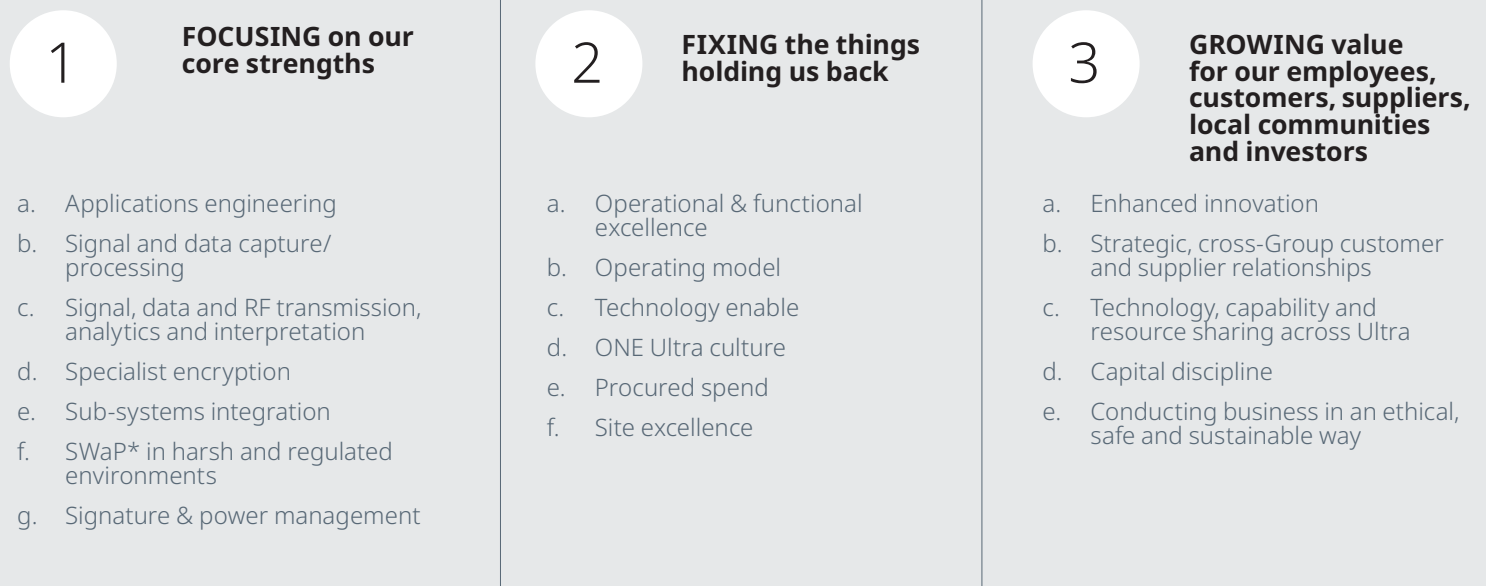 1
FOCUSING on our
core strengths
a. Applications engineering
b. Signal and data capture/
processing
c. Signal, data and RF transmission,
analytics and interpretation
d. Specialist encryption
e. Sub-systems integration
f. SWaP* in harsh and regulated
environments
g. Signature & power management
2
FIXING the things
holding us back
a. Operational & functional
excellence
b. Operating model
c. Technology enable
d. ONE Ultra culture
e. Procured spend
f. Site excellence
3
GROWING value
for our employees,
customers, suppliers,
local communities
and investors
a. Enhanced innovation
b. Strategic, cross-Group customer
and supplier relationships
c. Technology, capability and
resource sharing across Ultra
d. Capital discipline
e. Conducting business in an ethical,
safe and sustainable way